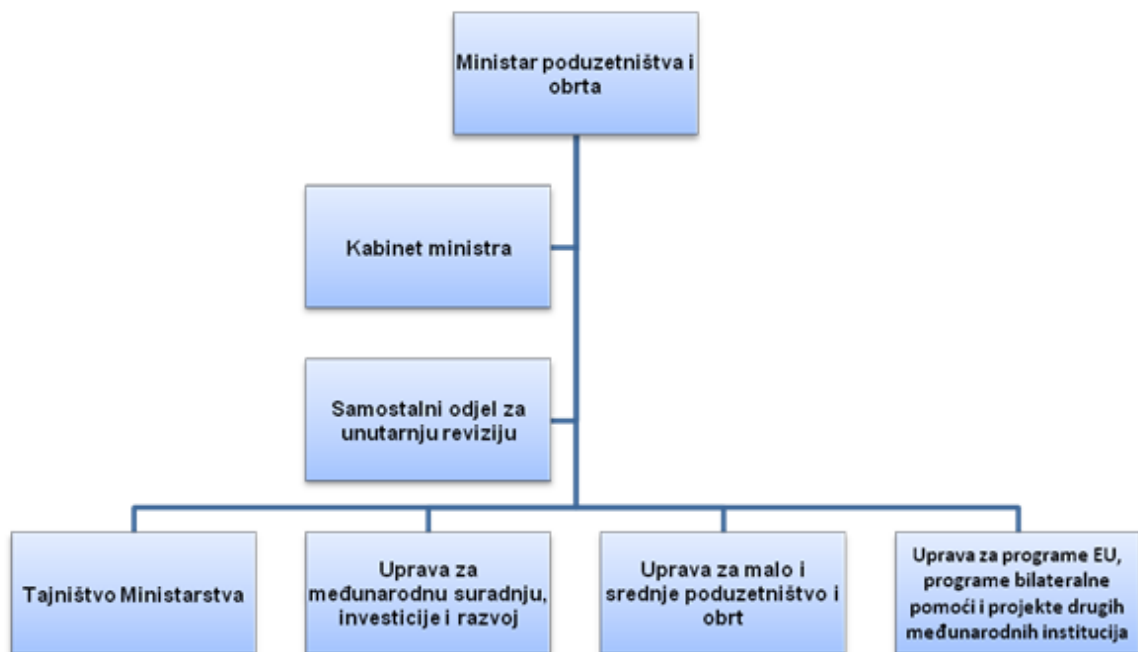 Ministar poduzetništva i
obrta
Kabinet ministra
Samostalni odjel za
unutarnju reviziju
Tajništvo Ministarstva
Uprava za
međunarodnu suradnju,
investicije i razvoj
Uprava za malo i
srednje poduzetništvo i
obrt
Uprava za programe EU,
programe bilateralne
pomoći i projekte drugih
međunarodnih institucija